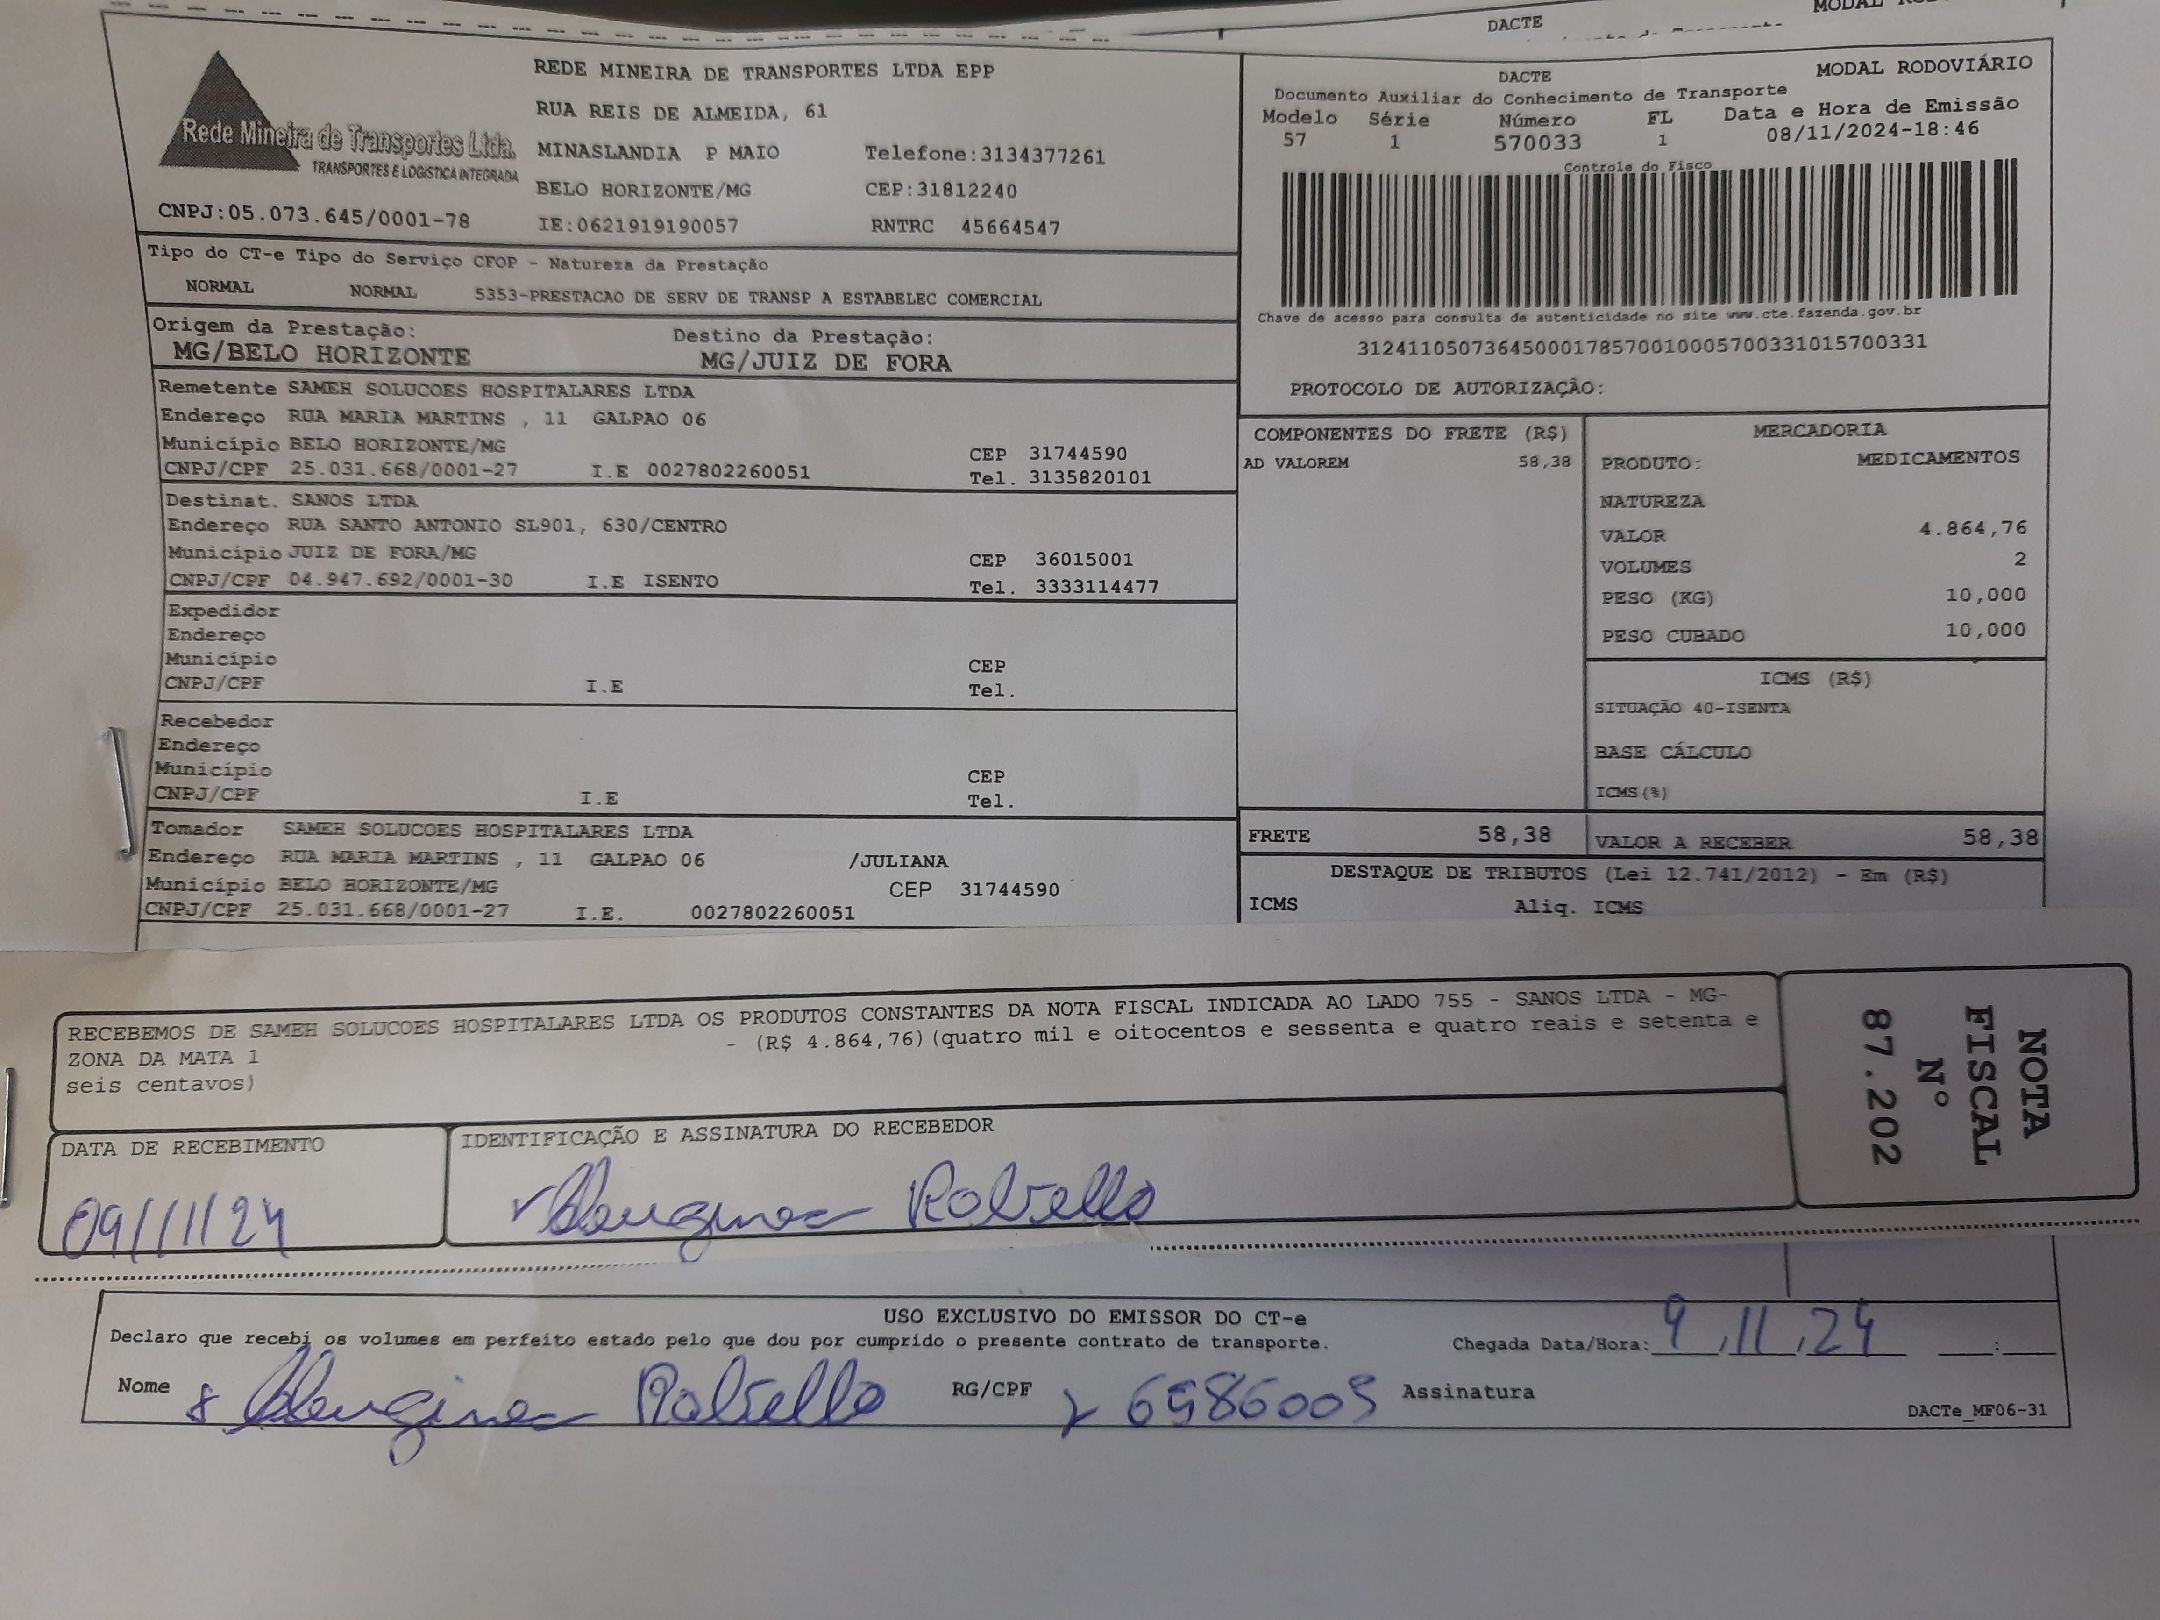 DACTE
REDE MINEIRA DE TRANSPORTES LTDA EPP
RUA REIS DE ALMEIDA, 61
MINASLANDIA P MAIO Telefone:3134377261
BELO HORIZONTE/MG CEP:31812240
IE:0621919190057 RNTRC 45664547
Rede Mineira de Transportes Ltda.
TRANSPORTES E LOGISTICA INTEGRADA
CNPJ:05.073.645/0001-78
DACTE MODAL RODOVIÁRIO
Documento Auxiliar do Conhecimento de Transporte
Modelo Série Número FL Data e Hora de Emissão
57 1 570033 1 08/11/2024-18:46
Controle do Fisco
Chave de acesso para consulta de autenticidade no site www.cte.fazenda.gov.br
31241105073645000178570010005700331015700331
PROTOCOLO DE AUTORIZAÇÃO:
Tipo do CT-e Tipo do Serviço CFOP - Natureza da Prestação
NORMAL NORMAL 5353-PRESTACAO DE SERV DE TRANSP A ESTABELEC COMERCIAL
Origem da Prestação: Destino da Prestação:
MG/BELO HORIZONTE MG/JUIZ DE FORA
Remetente SAMEH SOLUCOES HOSPITALARES LTDA
Endereço RUA MARIA MARTINS , 11 GALPAO 06
Município BELO HORIZONTE/MG CEP 31744590
CNPJ/CPF 25.031.668/0001-27 I.E 0027802260051 Tel. 3135820101
Destinat. SANOS LTDA
Endereço RUA SANTO ANTONIO SL901, 630/CENTRO
Município JUIZ DE FORA/MG CEP 36015001
CNPJ/CPF 04.947.692/0001-30 I.E ISENTO Tel. 3333114477
Expedidor
Endereço
Município CEP
CNPJ/CPF I.E Tel.
Recebedor
Endereço
Município CEP
CNPJ/CPF I.E Tel.
Tomador SAMEH SOLUCOES HOSPITALARES LTDA
Endereço RUA MARIA MARTINS , 11 GALPAO 06 /JULIANA
Município BELO HORIZONTE/MG CEP 31744590
CNPJ/CPF 25.031.668/0001-27 I.E. 0027802260051
COMPONENTES DO FRETE (R$)
AD VALOREM 58,38
MERCADORIA
PRODUTO: MEDICAMENTOS
NATUREZA
VALOR 4.864,76
VOLUMES 2
PESO (KG) 10,000
PESO CUBADO 10,000
ICMS (R$)
SITUAÇÃO 40-ISENTA
BASE CÁLCULO
ICMS(%)
FRETE 58,38 VALOR A RECEBER 58,38
DESTAQUE DE TRIBUTOS (Lei 12.741/2012) - Em (R$)
ICMS Aliq. ICMS
RECEBEMOS DE SAMEH SOLUCOES HOSPITALARES LTDA OS PRODUTOS CONSTANTES DA NOTA FISCAL INDICADA AO LADO 755 - SANOS LTDA - MG-
ZONA DA MATA 1 - (R$ 4.864,76)(quatro mil e oitocentos e sessenta e quatro reais e setenta e
seis centavos)
NOTA
FISCAL
Nº
87.202
DATA DE RECEBIMENTO IDENTIFICAÇÃO E ASSINATURA DO RECEBEDOR
09/11/24
USO EXCLUSIVO DO EMISSOR DO CT-e
Declaro que recebi os volumes em perfeito estado pelo que dou por cumprido o presente contrato de transporte. Chegada Data/Hora: 9,11,24 :
Nome RG/CPF Assinatura
DACTe_MF06-31